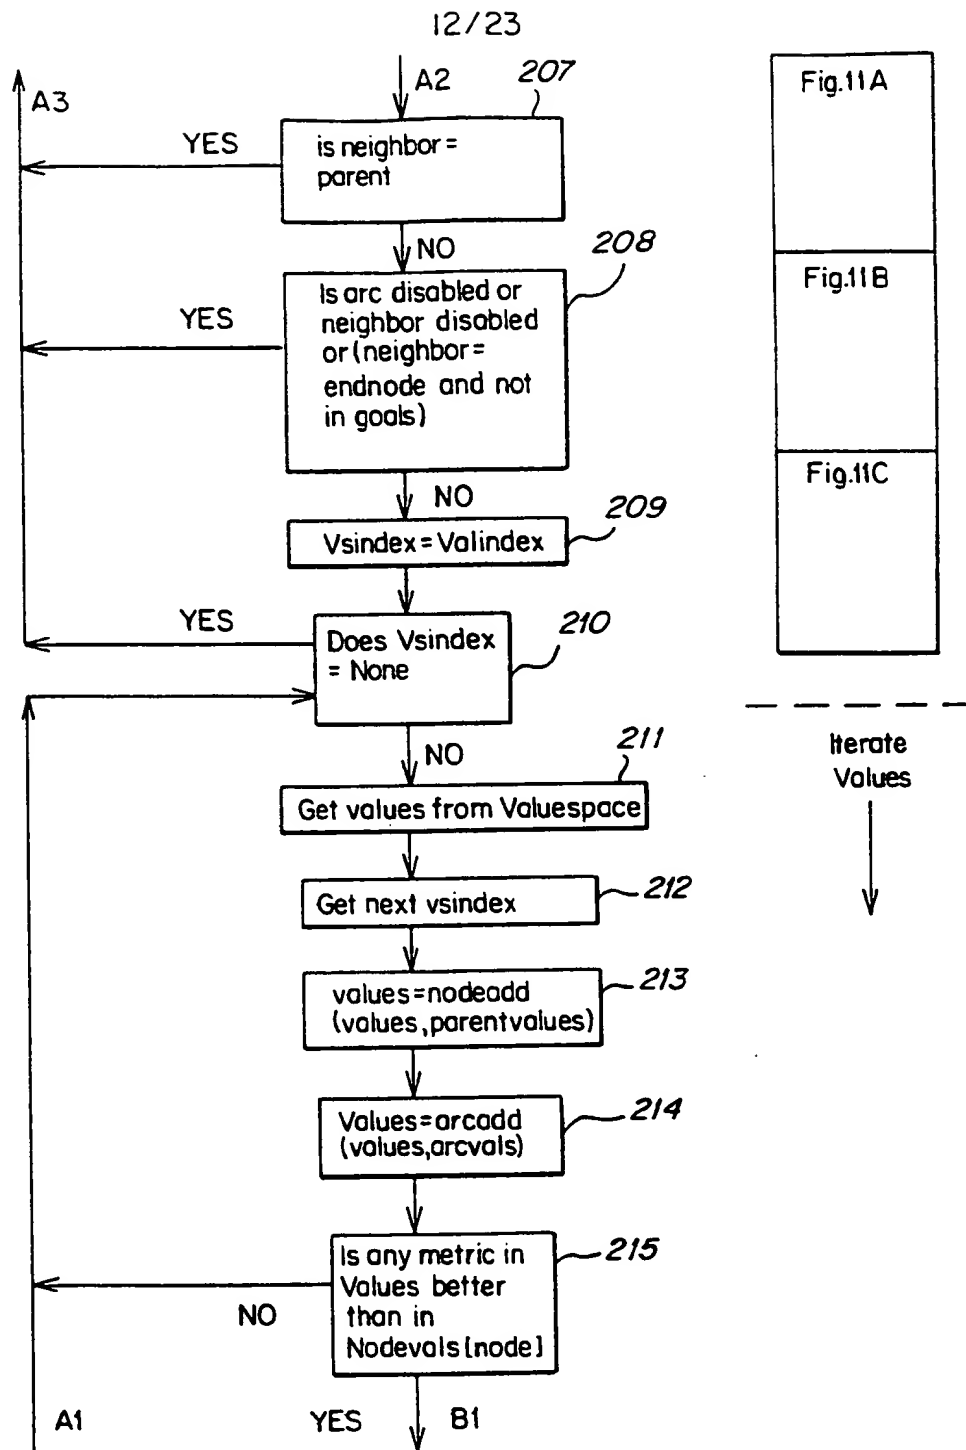 12/23
A3
A2
207
Fig.11A
YES
is neighbor=
parent
NO
208
YES
Is arc disabled or
neighbor disabled
or(neighbor=
endnode and not
in goals)
Fig.11B
NO
209
Fig.11C
Vsindex=Valindex
YES
210
Does Vsindex
= None
NO
211
Iterate
Values
Get values from Valuespace
212
Get next vsindex
213
values=nodeadd
(values,parentvalues)
214
Values=arcadd
(values,arcvals)
215
Is any metric in
Values better
than in
Nodevals[node]
NO
A1
YES
B1